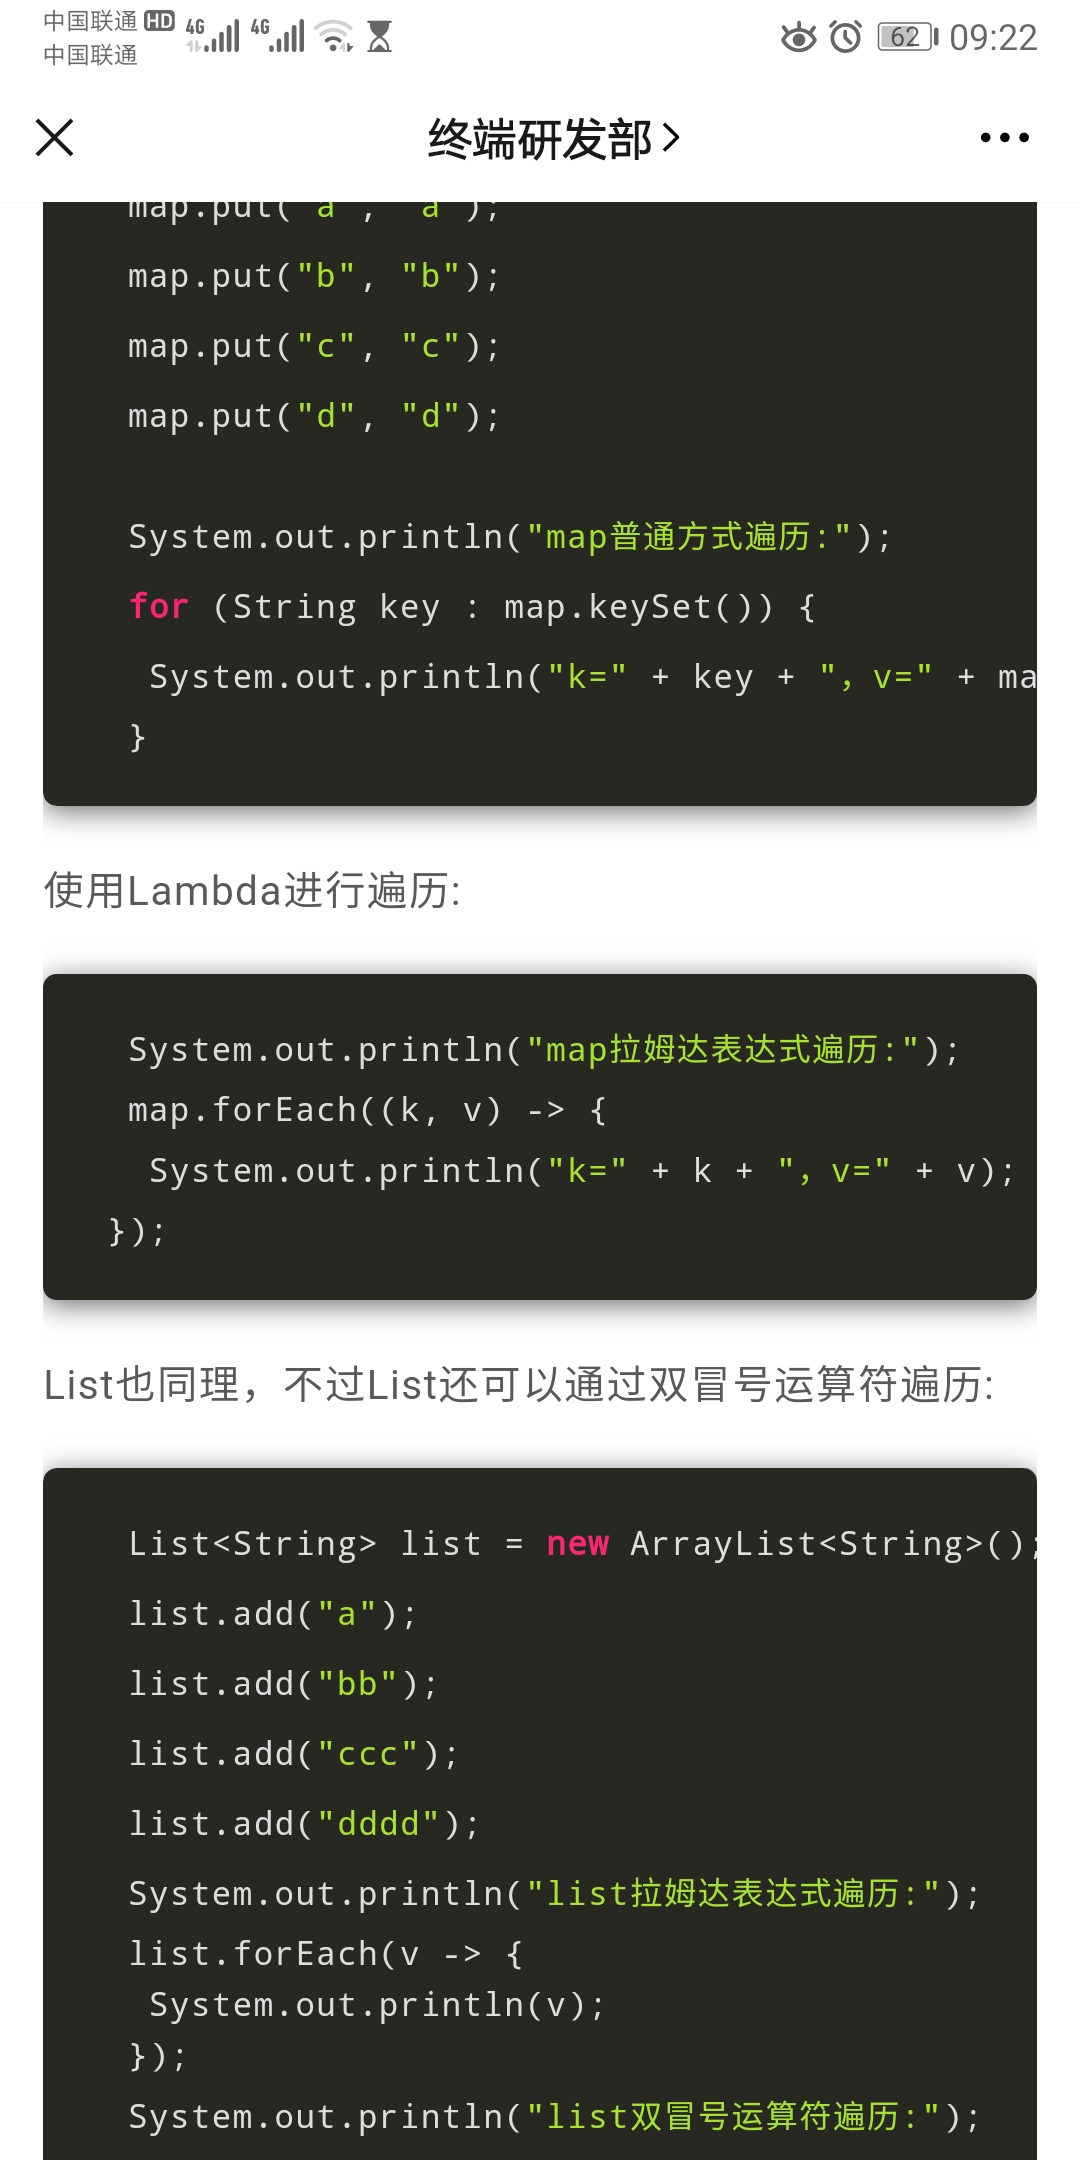 中国联通 HD 4G 4G 62 09:22
中国联通
终端研发部
map.put("a", "a");
map.put("b", "b");
map.put("c", "c");
map.put("d", "d");
System.out.println("map普通方式遍历:");
for (String key : map.keySet()) {
System.out.println("k=" + key + ", v=" + ma
}
使用Lambda进行遍历:
System.out.println("map拉姆达表达式遍历:");
map.forEach((k, v) -> {
System.out.println("k=" + k + ", v=" + v);
});
List也同理，不过List还可以通过双冒号运算符遍历:
List<String> list = new ArrayList<String>();
list.add("a");
list.add("bb");
list.add("ccc");
list.add("dddd");
System.out.println("list拉姆达表达式遍历:");
list.forEach(v -> {
System.out.println(v);
});
System.out.println("list双冒号运算符遍历:");